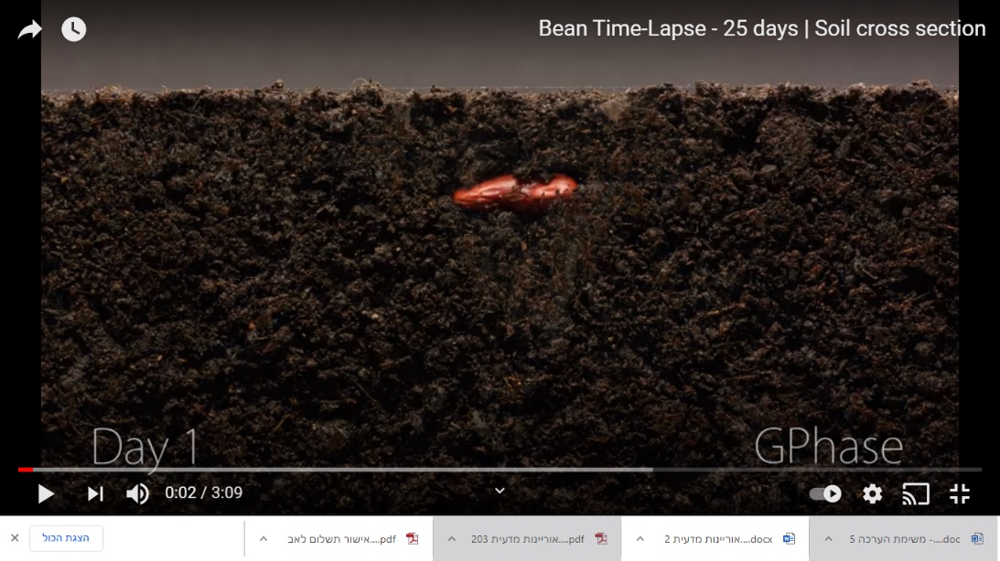 Bean Time-Lapse - 25 days | Soil cross section
Day 1
GPhase
0:02 / 3:09
הצגת הכול
אישור תשלום לאב....pdf
אוריינות מדעית 203....pdf
אוריינות מדעית 2....docx
משימת הערכה 5 -....doc